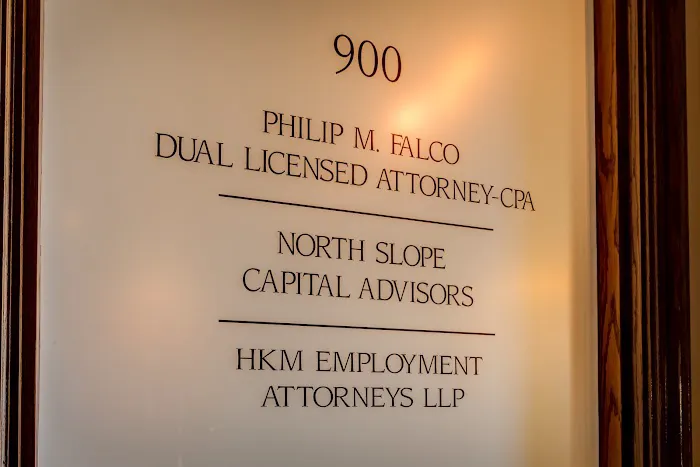 900
PHILIP M. FALCO
DUAL LICENSED ATTORNEY-CPA
NORTH SLOPE
CAPITAL ADVISORS
HKM EMPLOYMENT
ATTORNEYS LLP